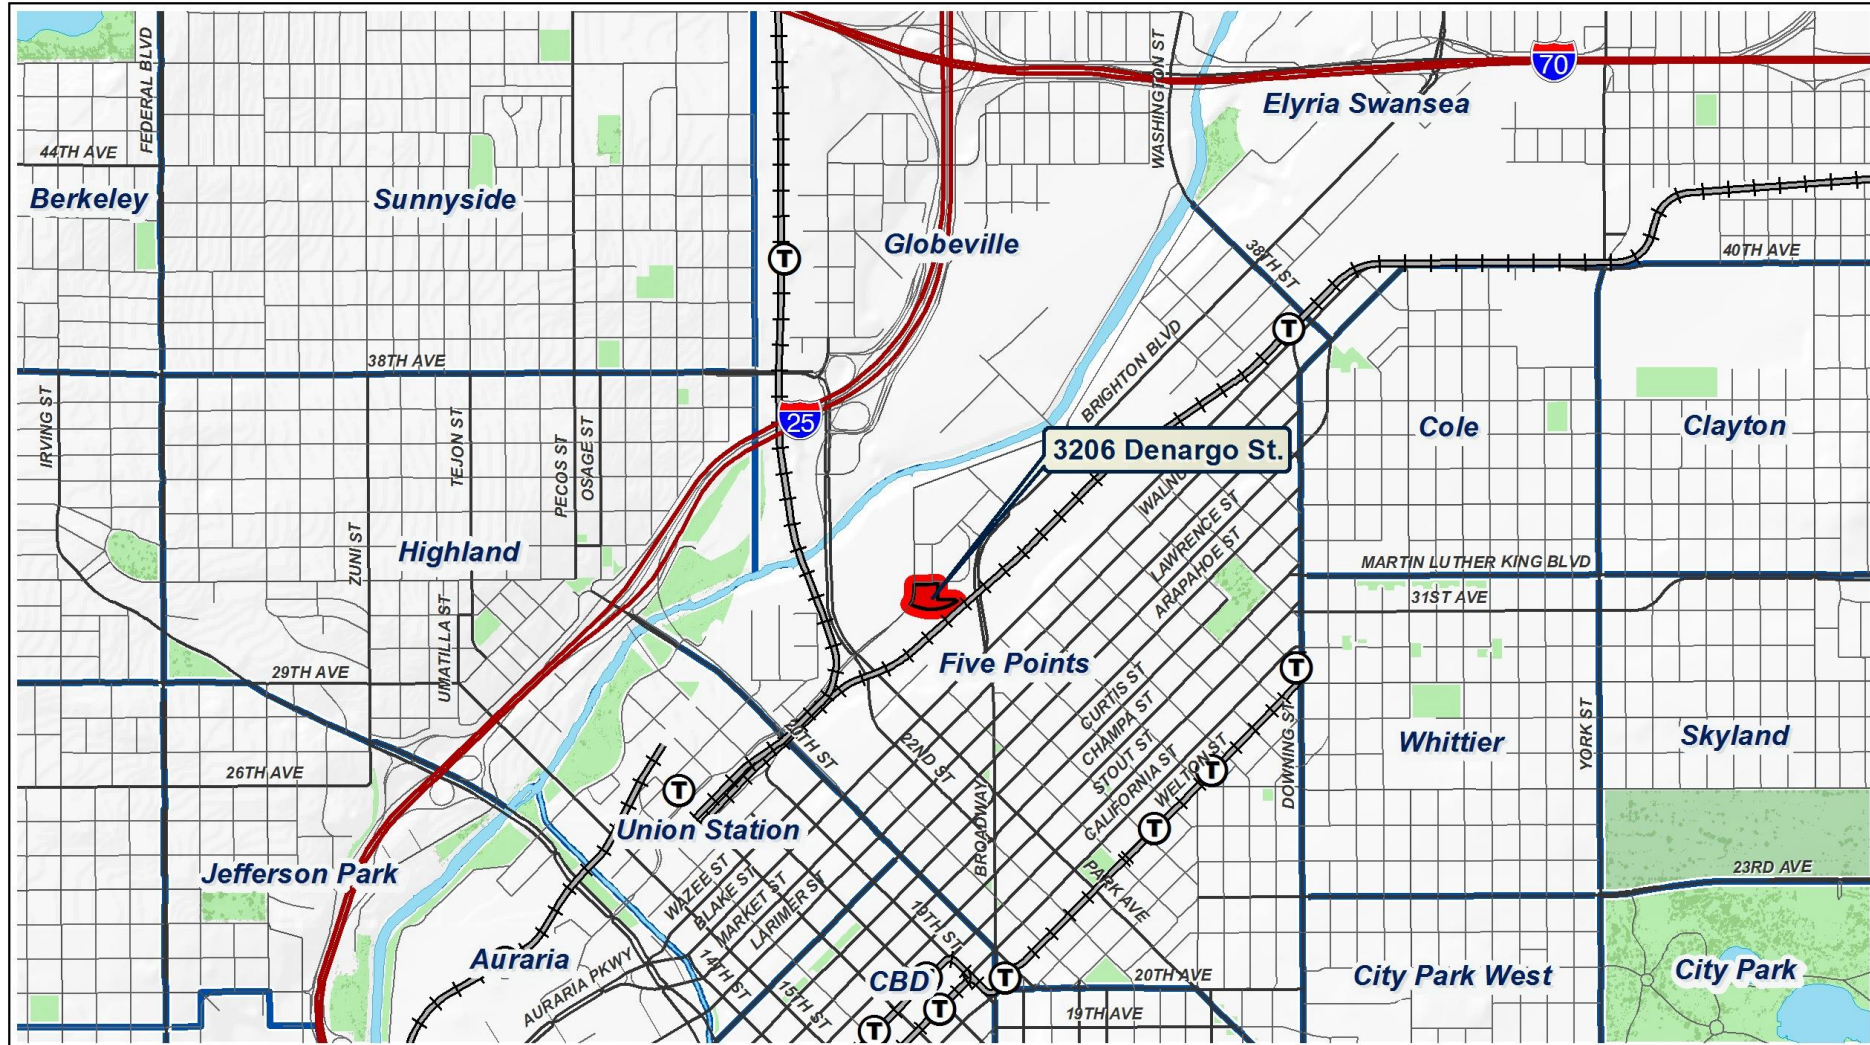 FEDERAL BLVD
WASHINGTON ST
70
Elyria Swansea
44TH AVE
Berkeley
Sunnyside
Globeville
T
38TH ST
40TH AVE
T
38TH AVE
BRIGHTON BLVD
25
IRVING ST
TEJON ST
PECOS ST
OSAGE ST
3206 Denargo St.
Cole
Clayton
WALNU
LAWRENCE ST
ARAPAHOE ST
ZUNI ST
Highland
MARTIN LUTHER KING BLVD
31ST AVE
UMATILLA ST
29TH AVE
Five Points
T
CURTIS ST
CHAMPA ST
STOUT ST
CALIFORNIA ST
WELTON ST
DOWNING ST
YORK ST
Whittier
Skyland
20TH ST
22ND ST
26TH AVE
T
T
T
Union Station
BROADWAY
Jefferson Park
WAZEE ST
BLAKE ST
MARKET ST
LARIMER ST
PARK AVE
23RD AVE
19TH ST
Auraria
AURARIA PKWY
14TH ST
15TH ST
CBD
T
20TH AVE
City Park West
City Park
T
19TH AVE
T